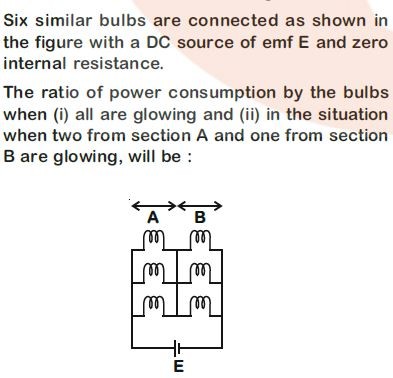 Six similar bulbs are connected as shown in
the figure with a DC source of emf E and zero
internal resistance.
The ratio of power consumption by the bulbs
when (i) all are glowing and (ii) in the situation
when two from section A and one from section
B are glowing, will be :
A B
E